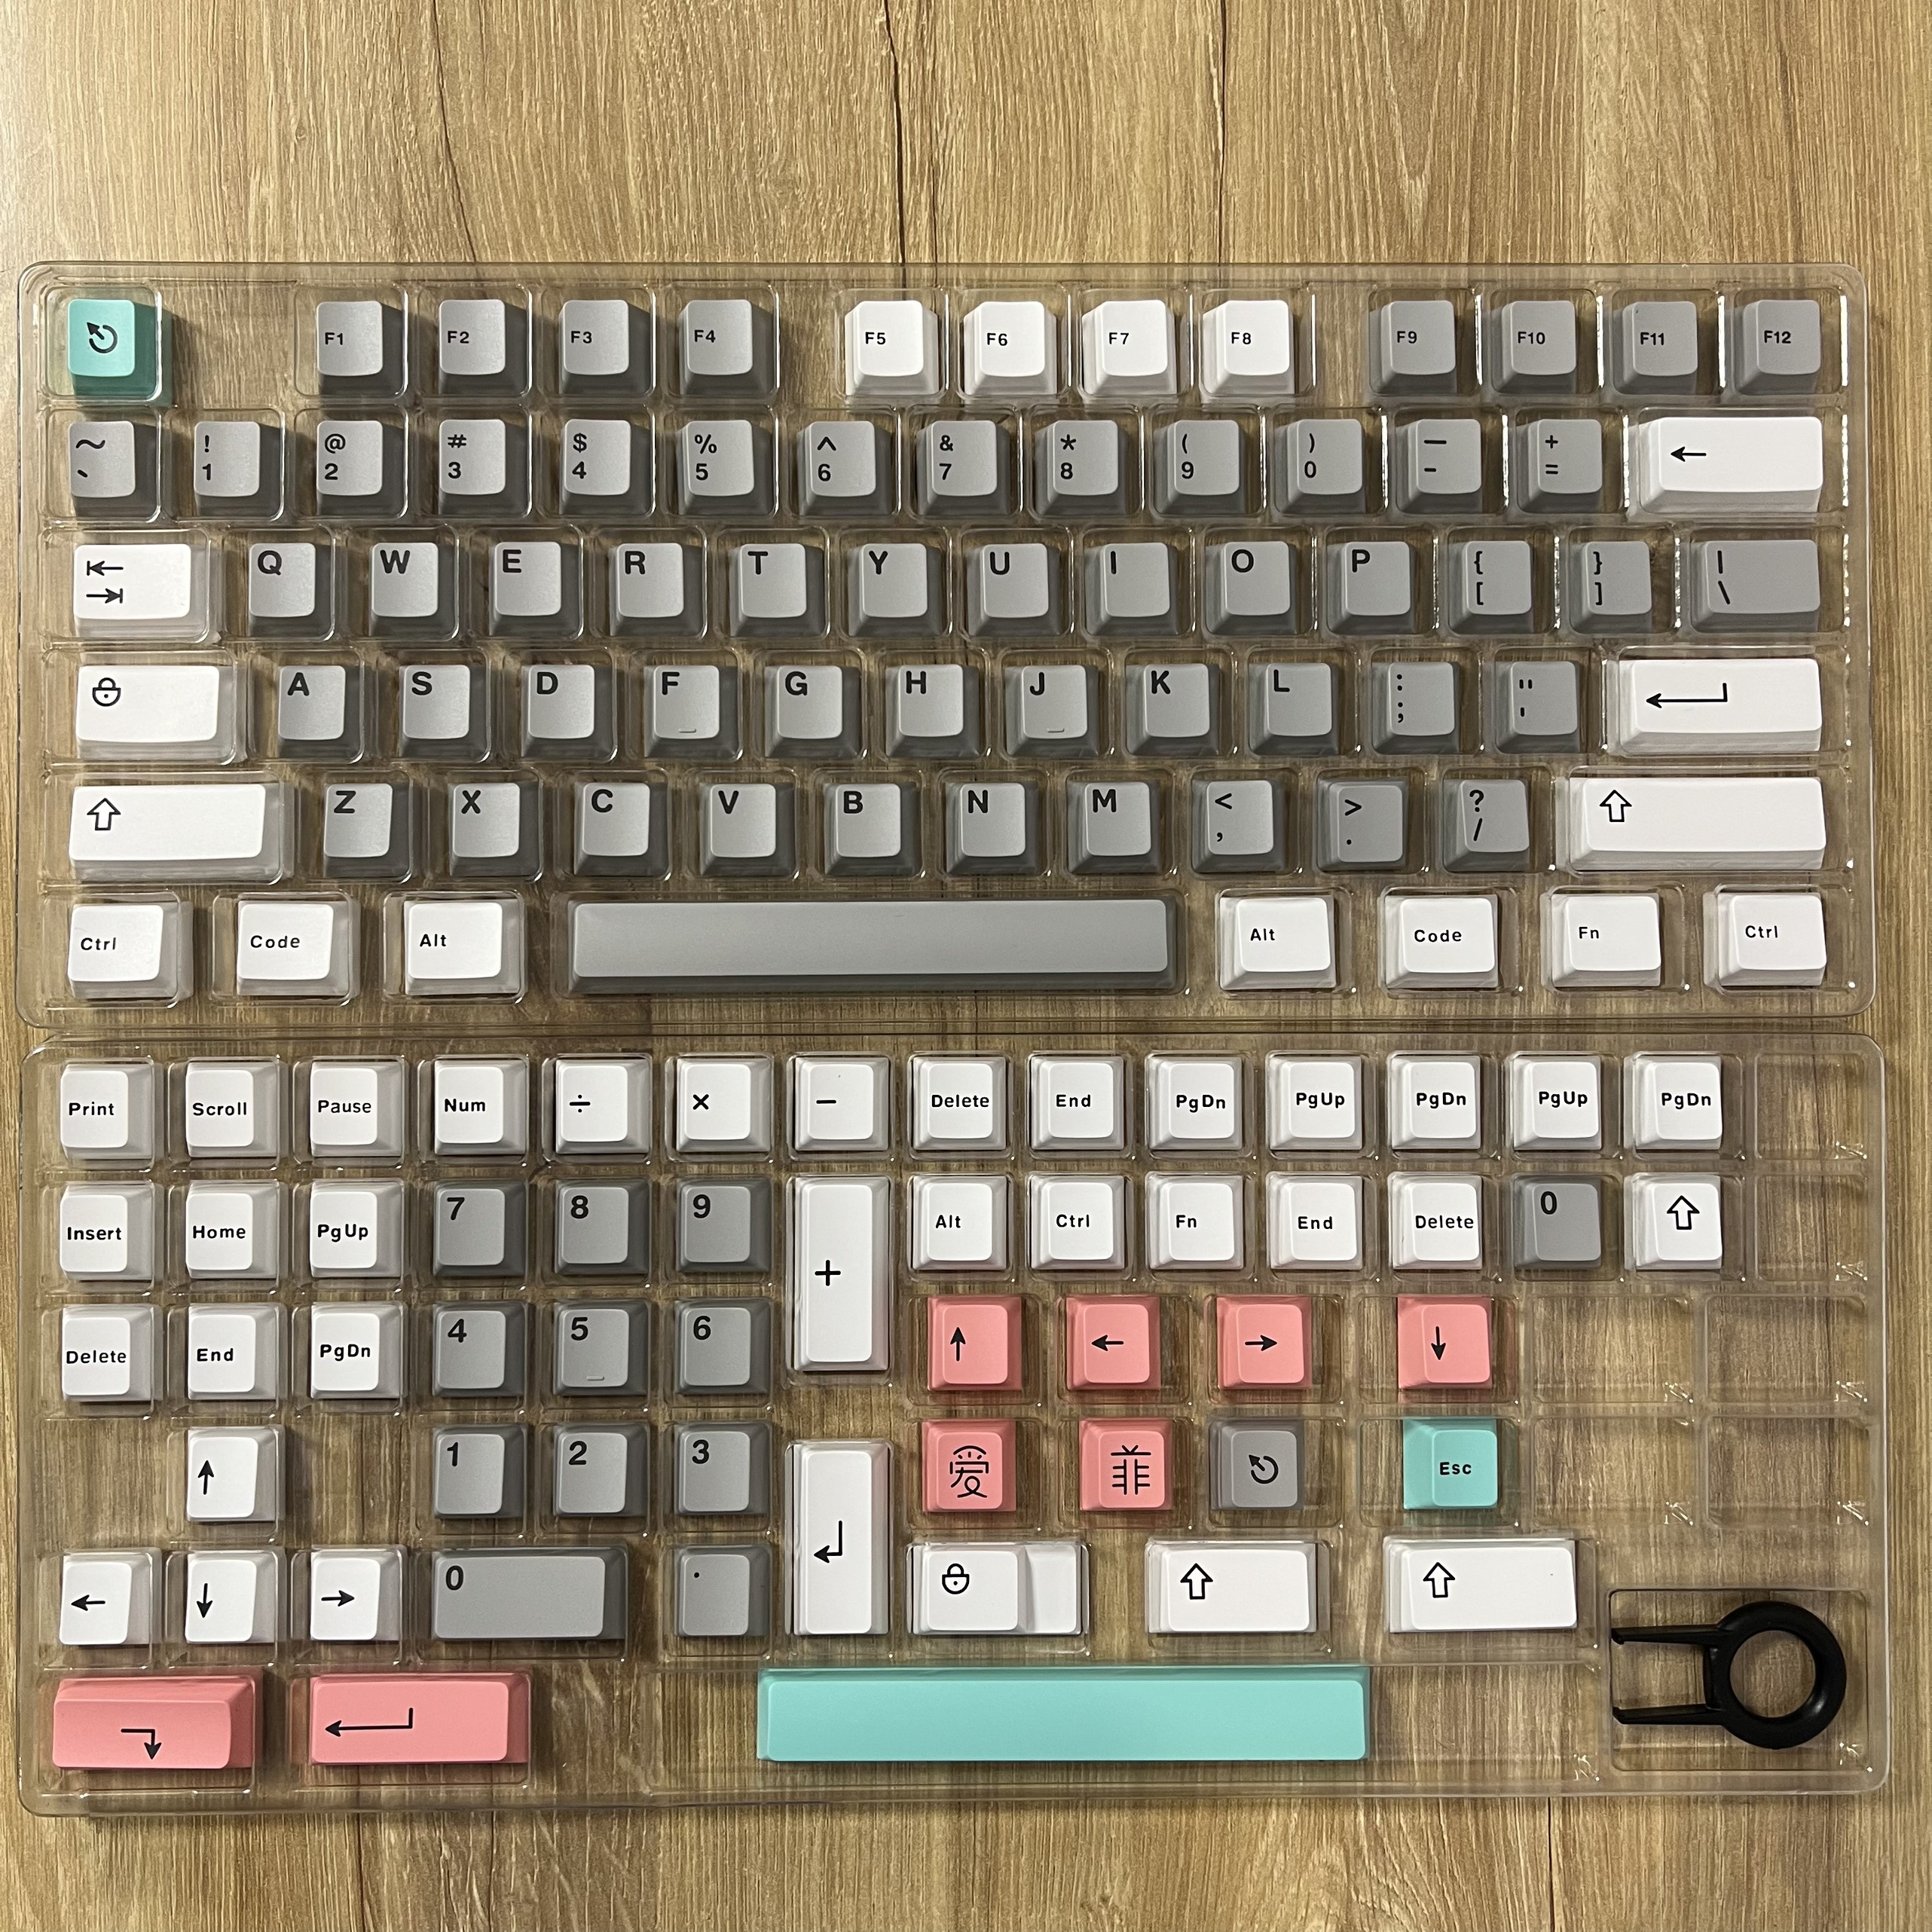 F1 F2 F3 F4 F5 F6 F7 F8 F9 F10 F11 F12
~ ! @ # $ % ^ & * ( ) — +
` 1 2 3 4 5 6 7 8 9 0 - = ←
⇤ Q W E R T Y U I O P { } |
⇥ [ ] \
A S D F G H J K L : "
; '
⇧ Z X C V B N M < > ? ⇧
, . /
Ctrl Code Alt Alt Code Fn Ctrl
Print Scroll Pause Num ÷ × − Delete End PgDn PgUp PgDn PgUp PgDn
Insert Home PgUp 7 8 9 + Alt Ctrl Fn End Delete 0 ⇧
Delete End PgDn 4 5 6 ↑ ← → ↓
↑ 1 2 3 爱 菲 Esc
← ↓ → 0 . ↵ ⇧ ⇧